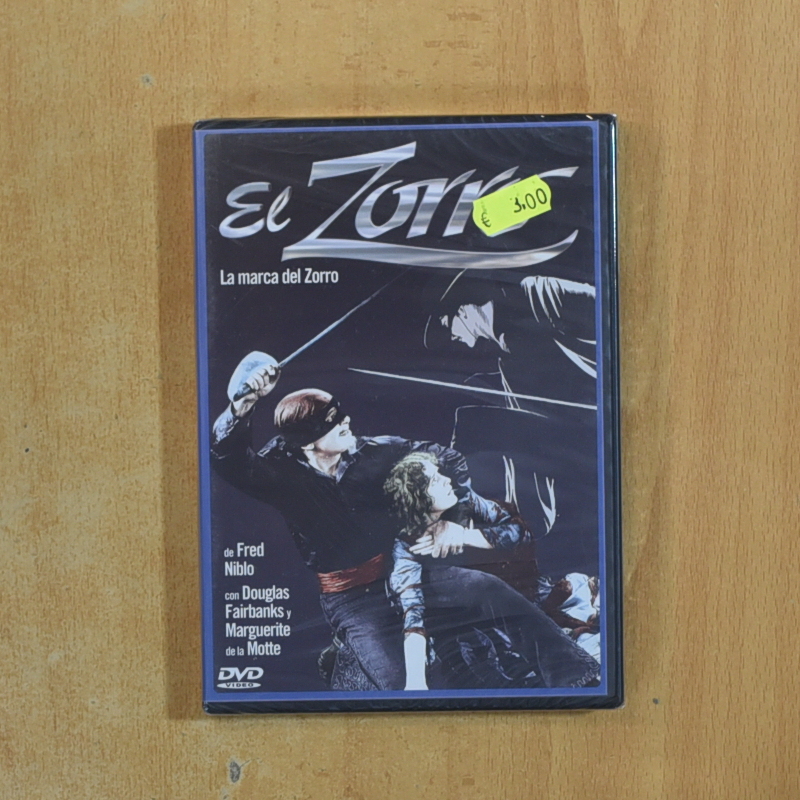 El Zorro
€ 3.00
La marca del Zorro
de Fred
Niblo
con Douglas
Fairbanks y
Marguerite
de la Motte
DVD
VIDEO